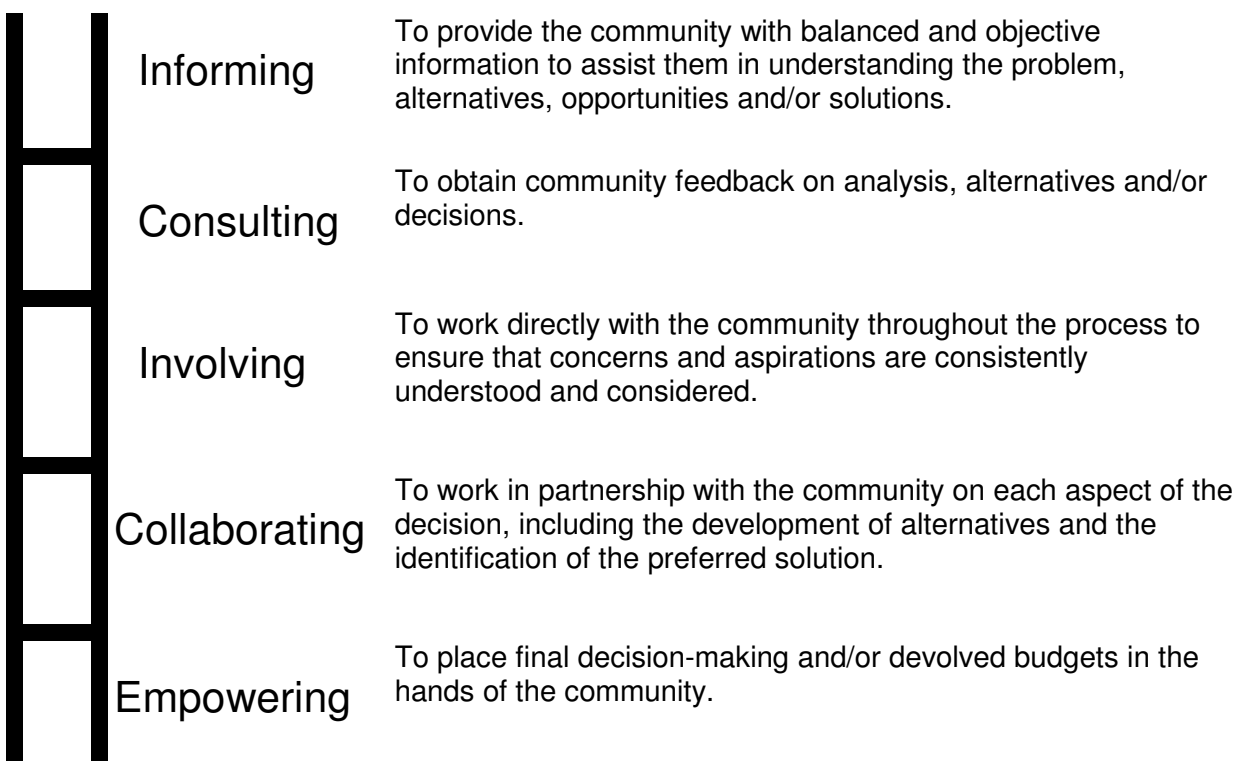 Informing
To provide the community with balanced and objective
information to assist them in understanding the problem,
alternatives, opportunities and/or solutions.
Consulting
To obtain community feedback on analysis, alternatives and/or
decisions.
Involving
To work directly with the community throughout the process to
ensure that concerns and aspirations are consistently
understood and considered.
Collaborating
To work in partnership with the community on each aspect of the
decision, including the development of alternatives and the
identification of the preferred solution.
Empowering
To place final decision-making and/or devolved budgets in the
hands of the community.